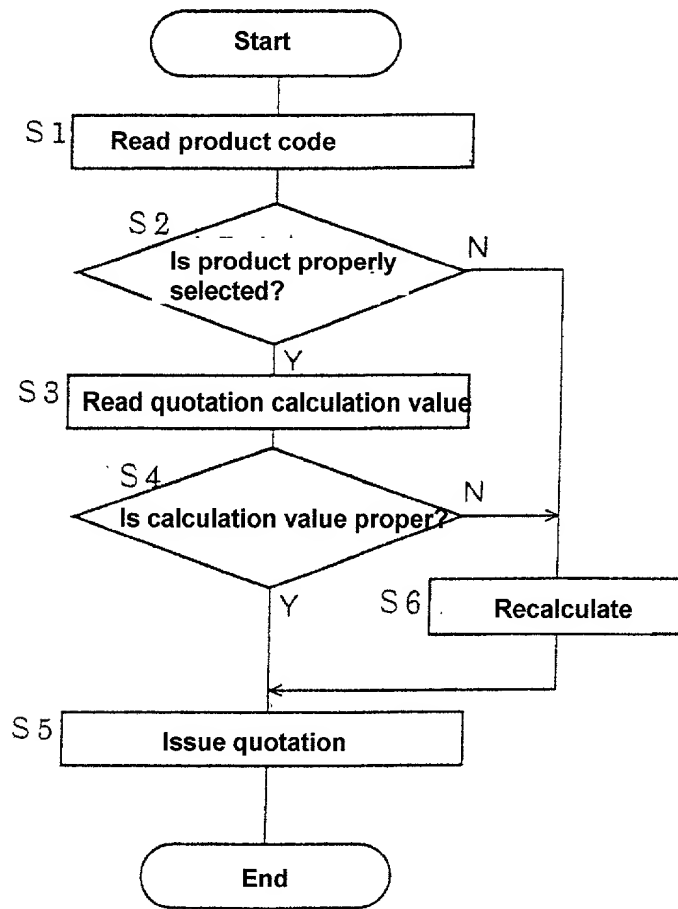 Start
S1
Read product code
S2
N
Is product properly
selected?
Y
S3
Read quotation calculation value
S4
N
Is calculation value proper?
Y
S6
Recalculate
S5
Issue quotation
End